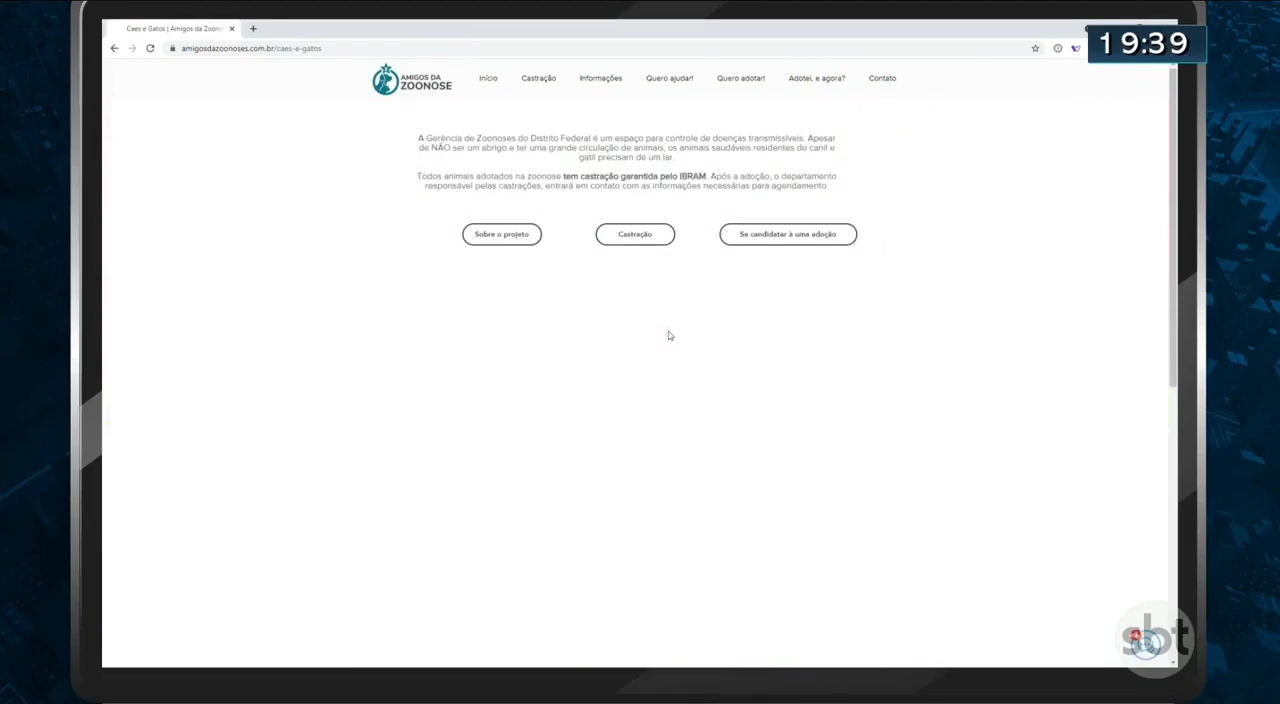 Caes e Gatos | Amigos da Zoono
19:39
amigosdazoonoses.com.br/caes-e-gatos
AMIGOS DA
ZOONOSE
Início
Castração
Informações
Quero ajudar!
Quero adotar!
Adotei, e agora?
Contato
A Gerência de Zoonoses do Distrito Federal é um espaço para controle de doenças transmissíveis. Apesar
de NÃO ser um abrigo e ter uma grande circulação de animais, os animais saudáveis residentes do canil e
gatil precisam de um lar.
Todos animais adotados na zoonose tem castração garantida pelo IBRAM. Após a adoção, o departamento
responsável pelas castrações, entrará em contato com as informações necessárias para agendamento.
Sobre o projeto
Castração
Se candidatar à uma adoção
sbt